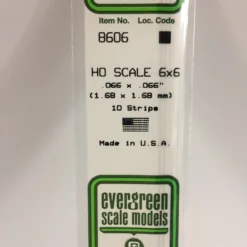 Item No. Loc. Code
8606
HO SCALE 6x6
.066 x .066"
(1.68 x 1.68 mm)
10 Strips
Made in U.S.A.
evergreen
scale models